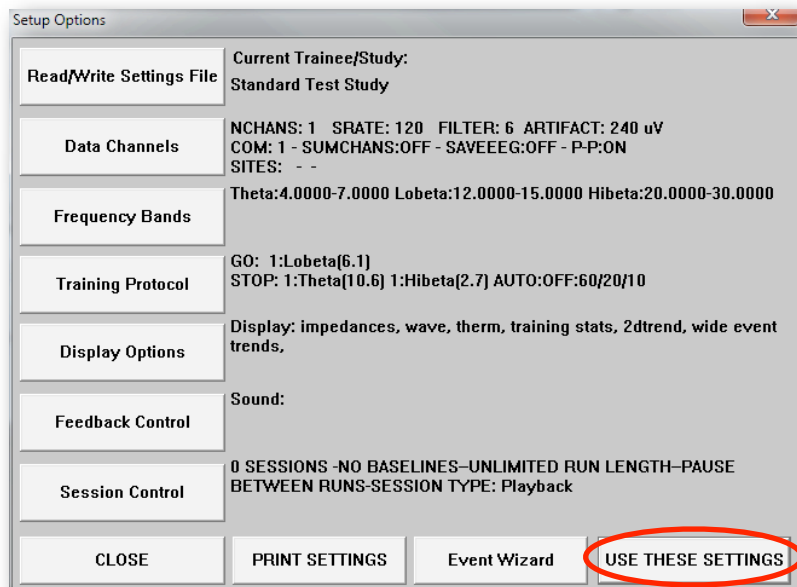 Setup Options
X
Read/Write Settings File
Current Trainee/Study:
Standard Test Study
Data Channels
NCHANS: 1 SRATE: 120 FILTER: 6 ARTIFACT: 240 uV
COM: 1 - SUMCHANS:OFF - SAVEEEG:OFF - P-P:ON
SITES: - -
Frequency Bands
Theta:4.0000-7.0000 Lobeta:12.0000-15.0000 Hibeta:20.0000-30.0000
Training Protocol
GO: 1:Lobeta(6.1)
STOP: 1:Theta(10.6) 1:Hibeta(2.7) AUTO:OFF:60/20/10
Display Options
Display: impedances, wave, therm, training stats, 2dtrend, wide event
trends,
Feedback Control
Sound:
Session Control
0 SESSIONS -NO BASELINES--UNLIMITED RUN LENGTH--PAUSE
BETWEEN RUNS-SESSION TYPE: Playback
CLOSE
PRINT SETTINGS
Event Wizard
USE THESE SETTINGS